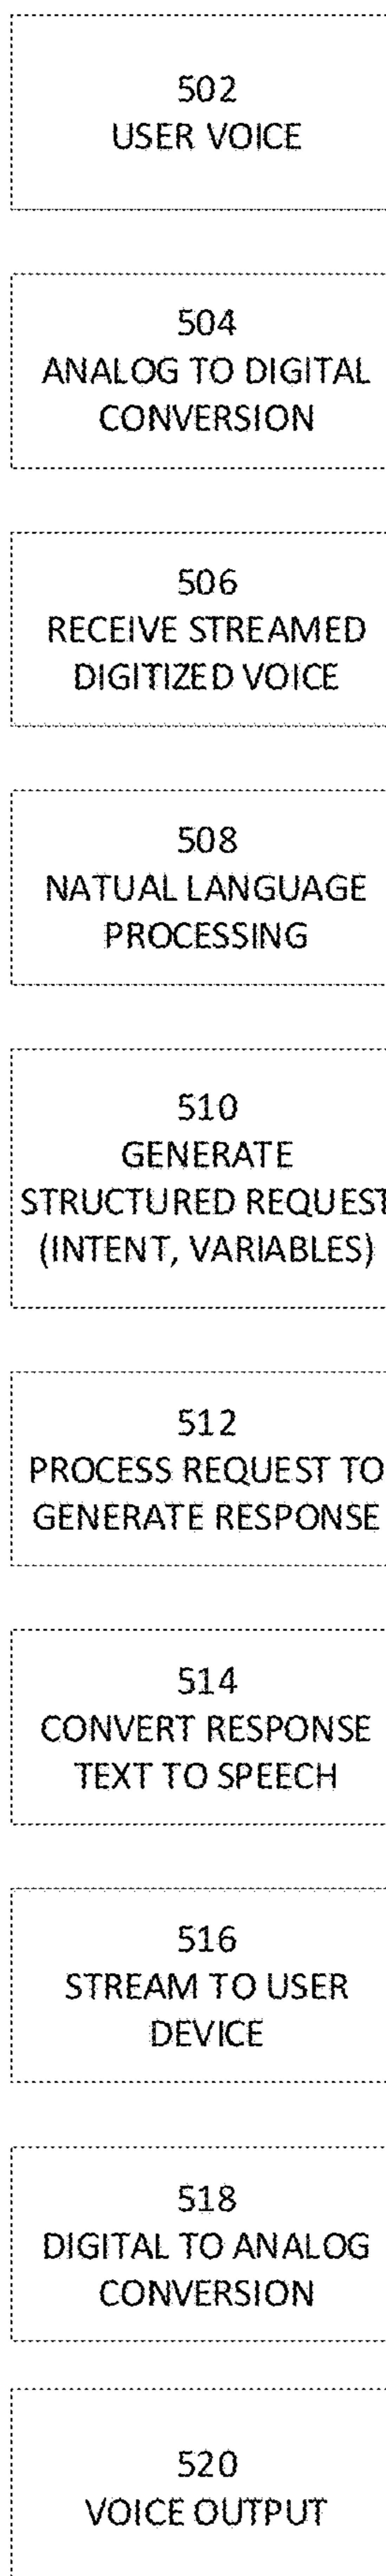 502
USER VOICE
504
ANALOG TO DIGITAL
CONVERSION
506
RECEIVE STREAMED
DIGITIZED VOICE
508
NATUAL LANGUAGE
PROCESSING
510
GENERATE
STRUCTURED REQUEST
(INTENT, VARIABLES)
512
PROCESS REQUEST TO
GENERATE RESPONSE
514
CONVERT RESPONSE
TEXT TO SPEECH
516
STREAM TO USER
DEVICE
518
DIGITAL TO ANALOG
CONVERSION
520
VOICE OUTPUT